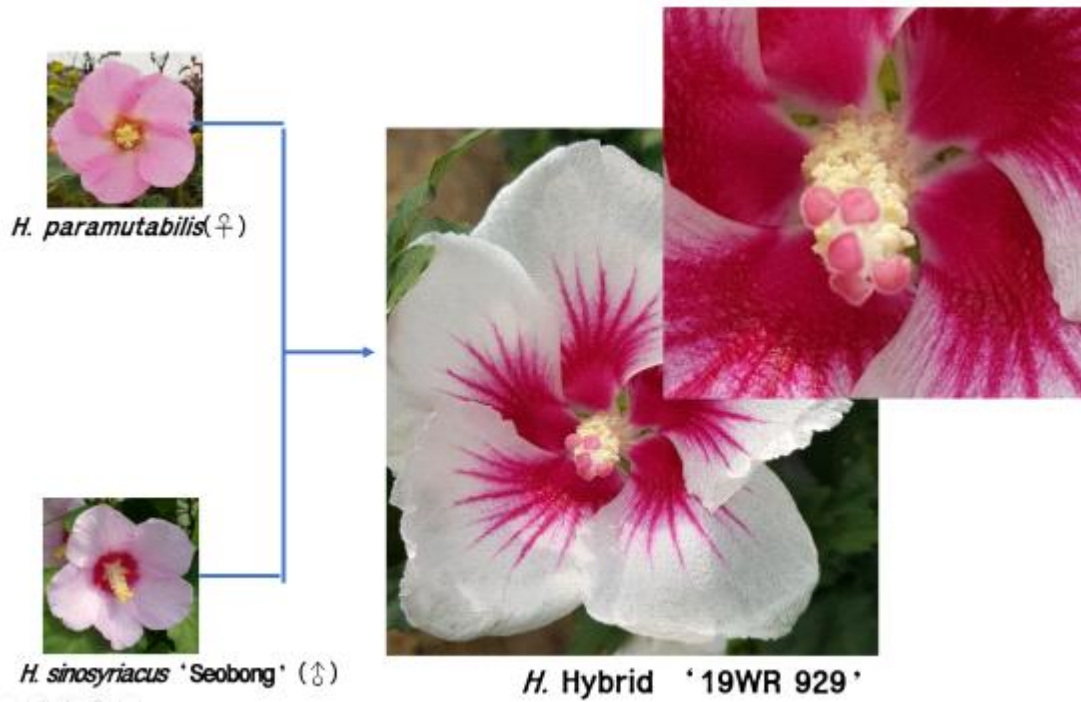 H. paramutabilis(♀)
H. sinosyriacus ‘Seobong’ (♂)
H. Hybrid ‘19WR 929’